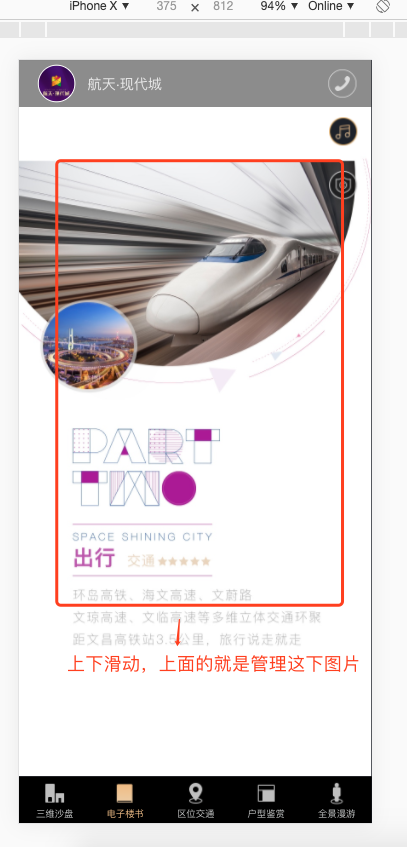 iPhone X ▼ 375 × 812 94% ▼ Online ▼
航天·现代城
航天·现代城
PART
TWO
SPACE SHINING CITY
出行 交通★★★★★
环岛高铁、海文高速、文蔚路
文琼高速、文临高速等多维立体交通环聚
距文昌高铁站3.5公里，旅行说走就走
上下滑动，上面的就是管理这下图片
三维沙盘 电子楼书 区位交通 户型鉴赏 全景漫游